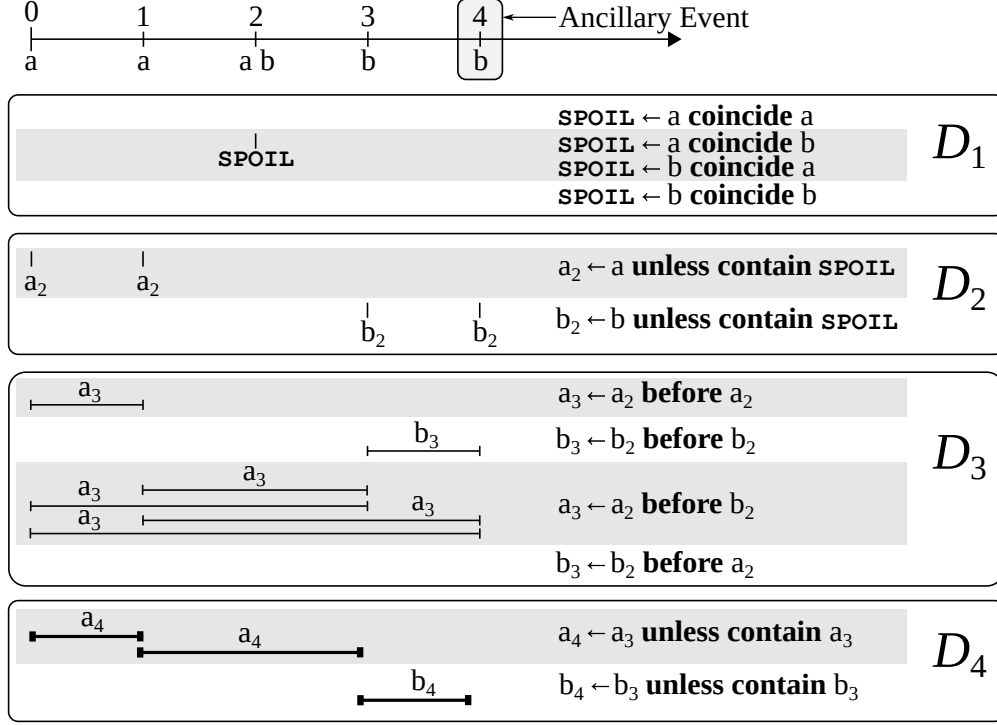 0 1 2 3 4 Ancillary Event
a a a b b b
SPOIL ← a coincide a
SPOIL ← a coincide b
SPOIL
SPOIL ← b coincide a
SPOIL ← b coincide b
D₁
a₂ a₂ a₂ ← a unless contain SPOIL
b₂ b₂ b₂ ← b unless contain SPOIL
D₂
a₃ a₃ ← a₂ before a₂
b₃ b₃ ← b₂ before b₂
a₃
a₃ a₃ a₃ ← a₂ before b₂
a₃
b₃ ← b₂ before a₂
D₃
a₄ a₄ a₄ ← a₃ unless contain a₃
b₄ b₄ ← b₃ unless contain b₃
D₄